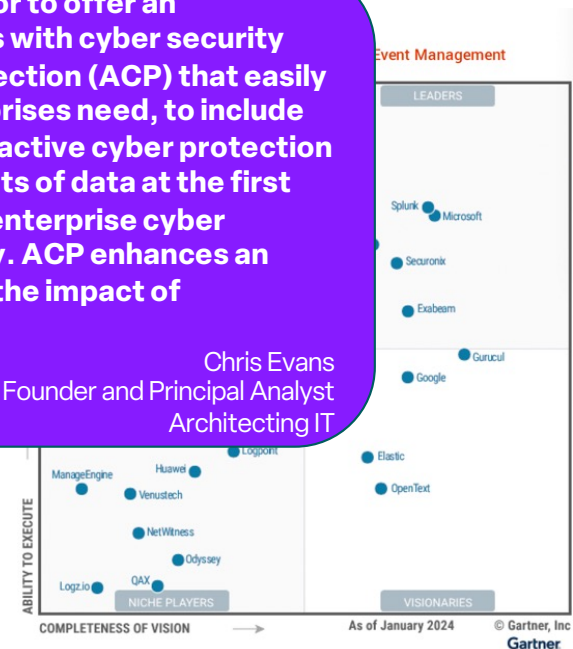 or to offer an
s with cyber security
ection (ACP) that easily
prises need, to include
active cyber protection
ts of data at the first
enterprise cyber
y. ACP enhances an
the impact of
Chris Evans
Founder and Principal Analyst
Architecting IT
Event Management
LEADERS
Splunk
Microsoft
Securonix
Exabeam
Gurucul
Google
Logpoint
Elastic
ManageEngine
Huawei
Venustech
OpenText
NetWitness
Odyssey
Logz.io
QAX
NICHE PLAYERS
VISIONARIES
ABILITY TO EXECUTE
COMPLETENESS OF VISION
As of January 2024
© Gartner, Inc
Gartner